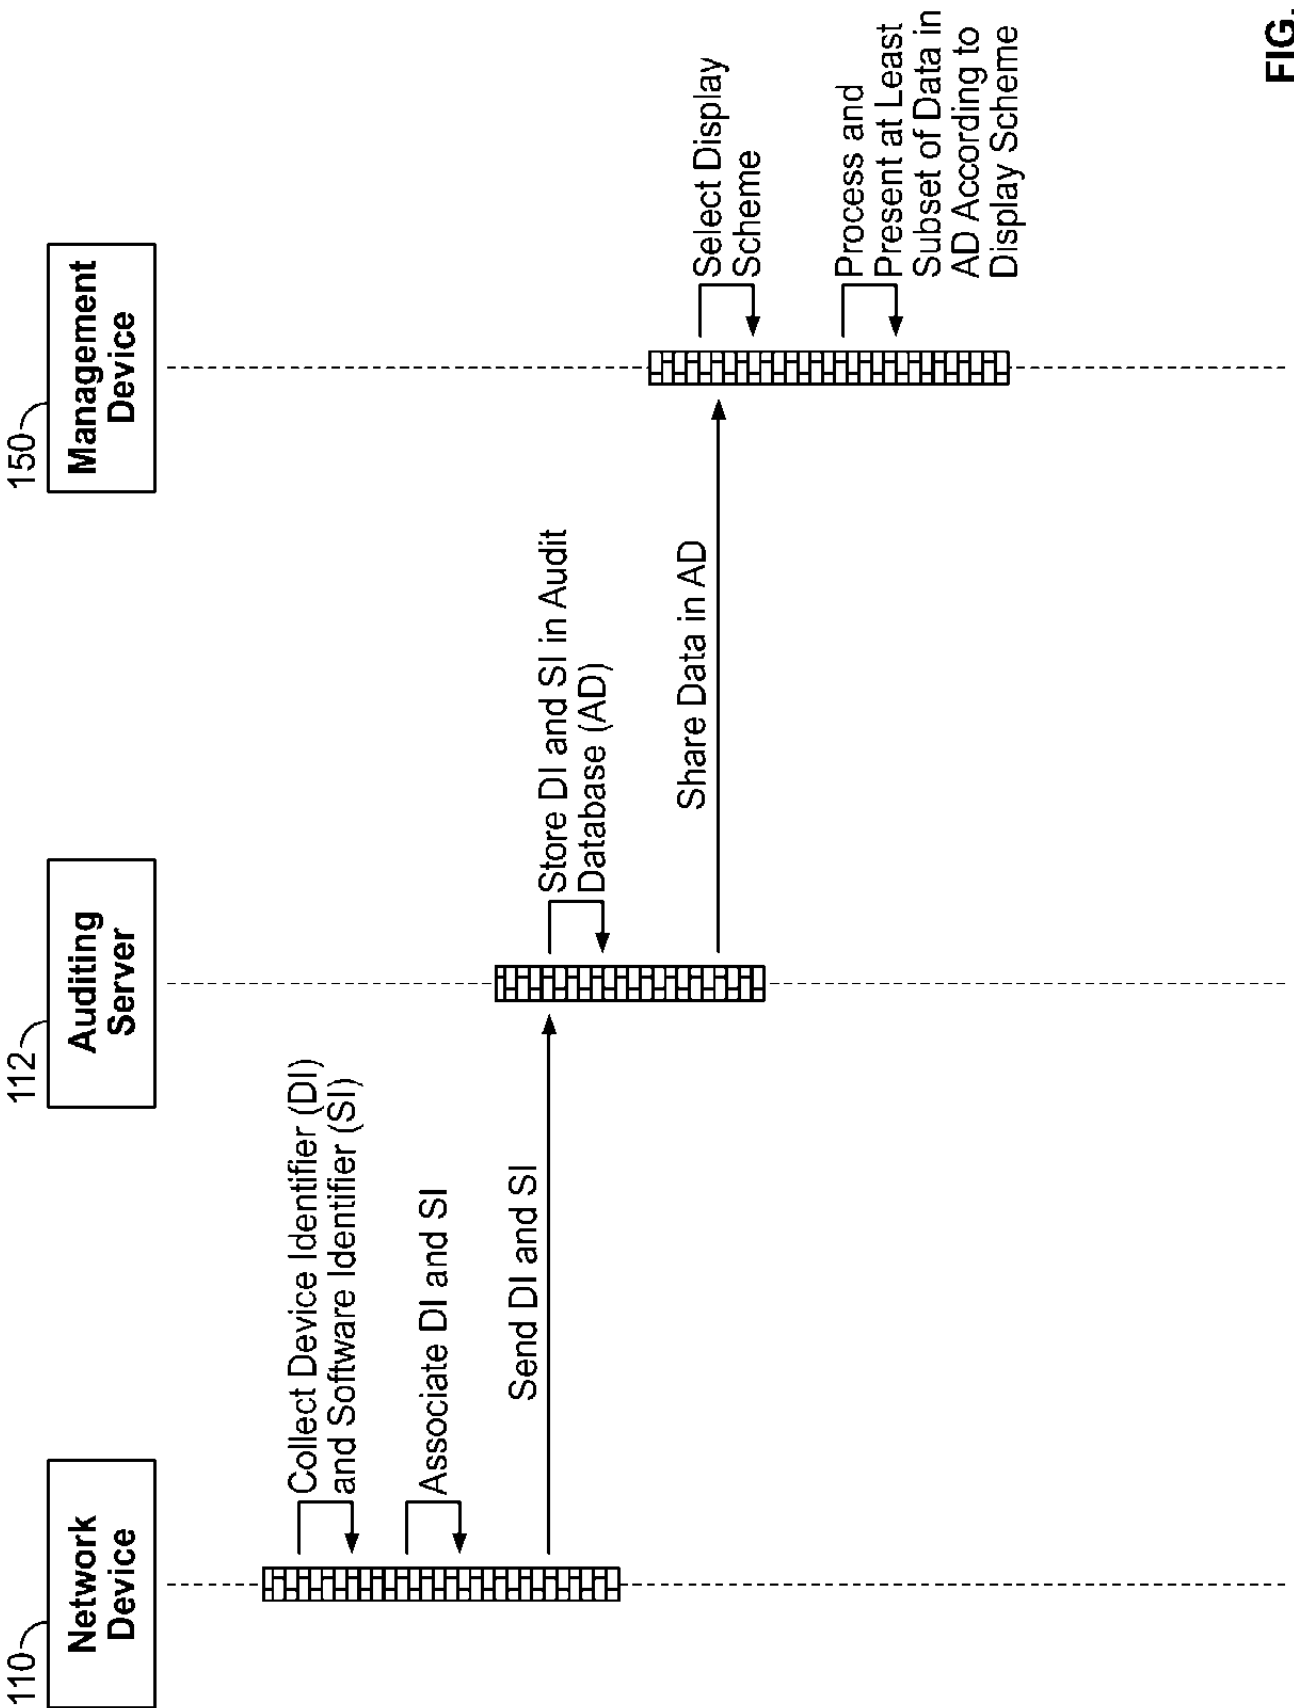 110
Network
Device
112
Auditing
Server
150
Management
Device
Collect Device Identifier (DI)
and Software Identifier (SI)
Associate DI and SI
Send DI and SI
Store DI and SI in Audit
Database (AD)
Share Data in AD
Select Display
Scheme
Process and
Present at Least
Subset of Data in
AD According to
Display Scheme
FIG.